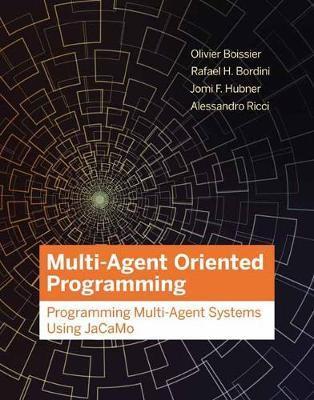 Olivier Boissier
Rafael H. Bordini
Jomi F. Hubner
Alessandro Ricci
Multi-Agent Oriented
Programming
Programming Multi-Agent Systems
Using JaCaMo